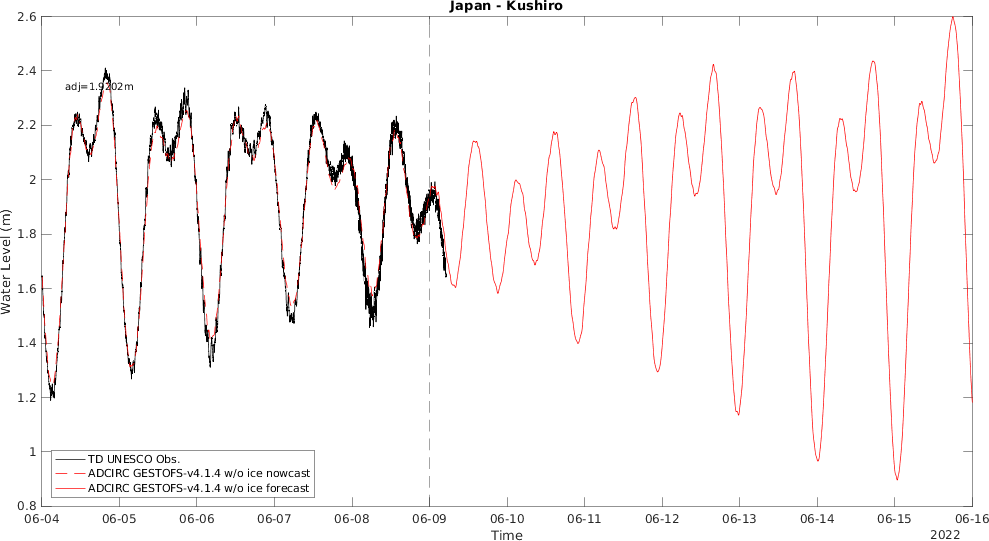 Japan - Kushiro
2.6
2.4
2.2
2
1.8
1.6
1.4
1.2
1
0.8
Water Level (m)
adj=1.9202m
TD UNESCO Obs.
ADCIRC GESTOFS-v4.1.4 w/o ice nowcast
ADCIRC GESTOFS-v4.1.4 w/o ice forecast
06-04 06-05 06-06 06-07 06-08 06-09 06-10 06-11 06-12 06-13 06-14 06-15 06-16
Time
2022